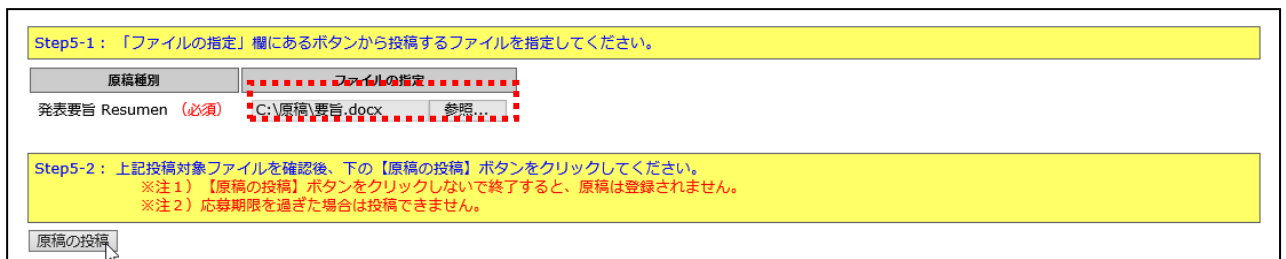 Step5-1： 「ファイルの指定」欄にあるボタンから投稿するファイルを指定してください。
原稿種別 ファイルの指定
発表要旨 Resumen （必須） C:\原稿\要旨.docx 参照...
Step5-2： 上記投稿対象ファイルを確認後、下の【原稿の投稿】ボタンをクリックしてください。
※注１）【原稿の投稿】ボタンをクリックしないで終了すると、原稿は登録されません。
※注２）応募期限を過ぎた場合は投稿できません。
原稿の投稿